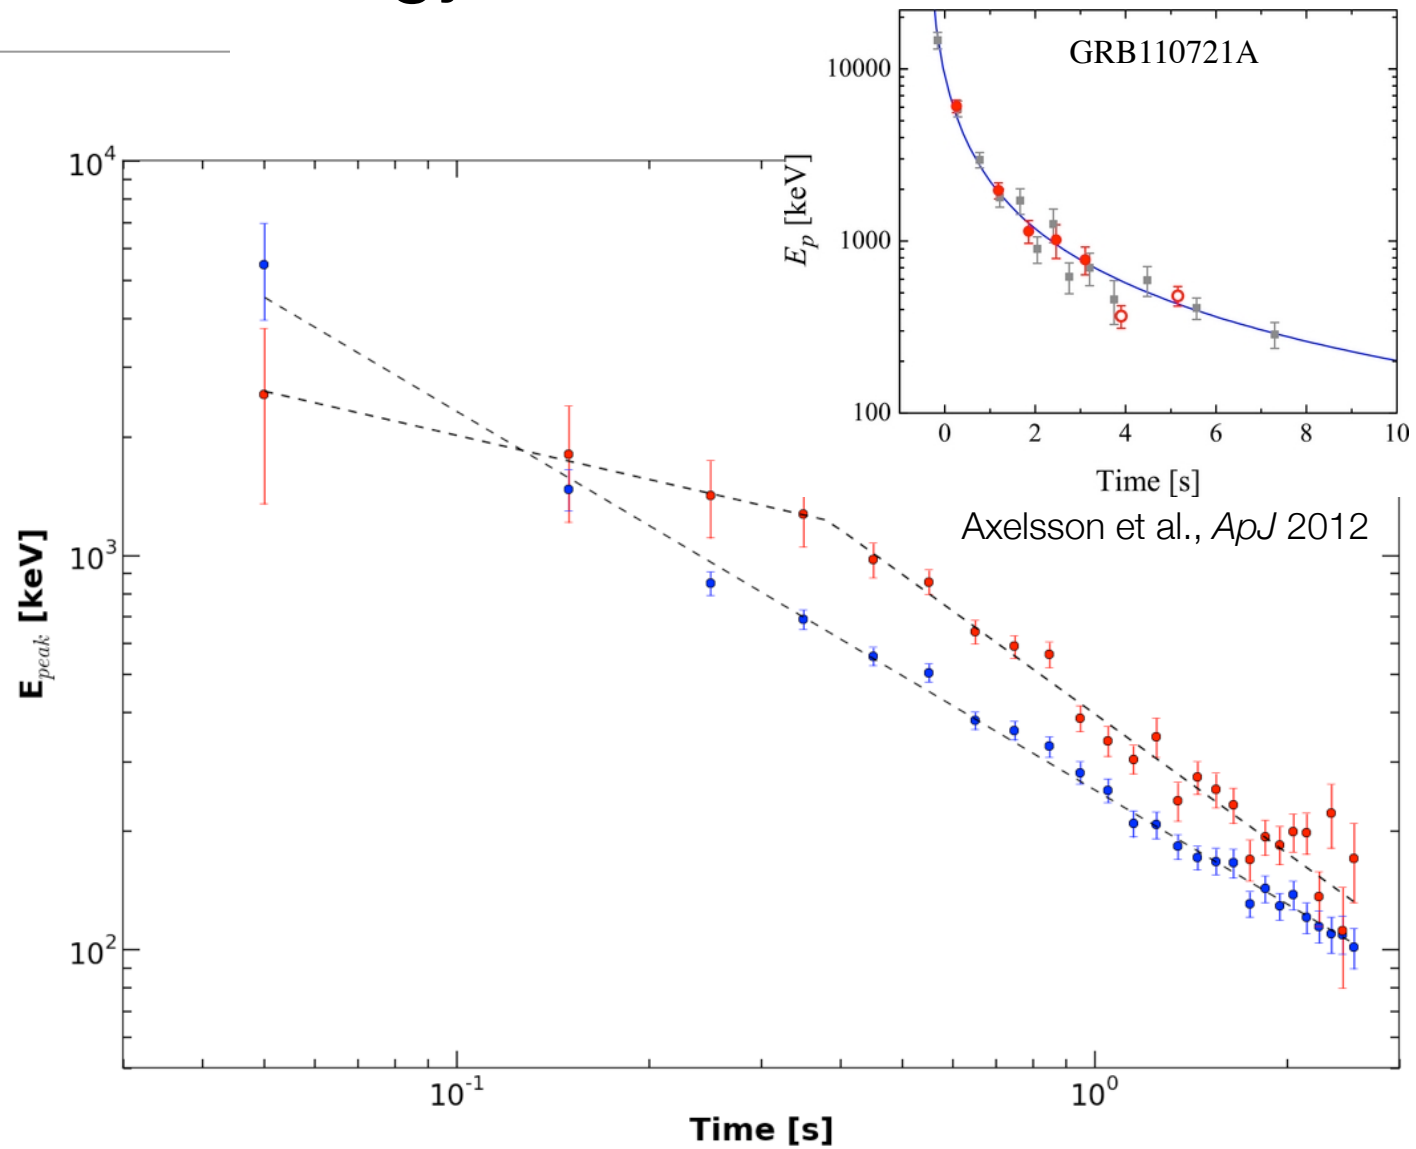 GRB110721A
10000
1000
100
E_p [keV]
0 2 4 6 8 10
Time [s]
Axelsson et al., ApJ 2012
10^4
10^3
10^2
E_peak [keV]
10^-1 10^0
Time [s]